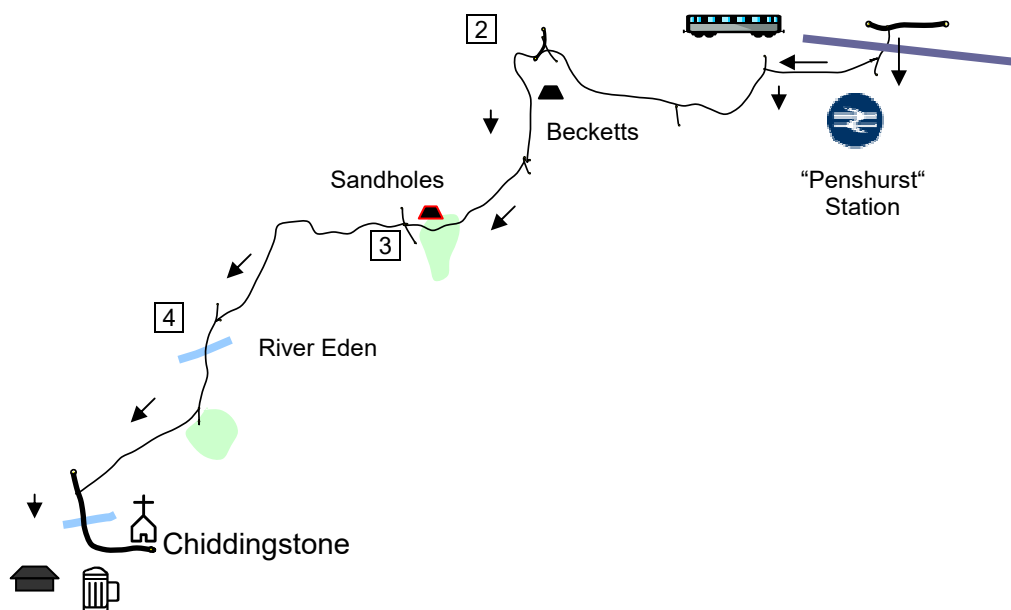 2
Becketts
“Penshurst“
Station
Sandholes
3
4
River Eden
Chiddingstone